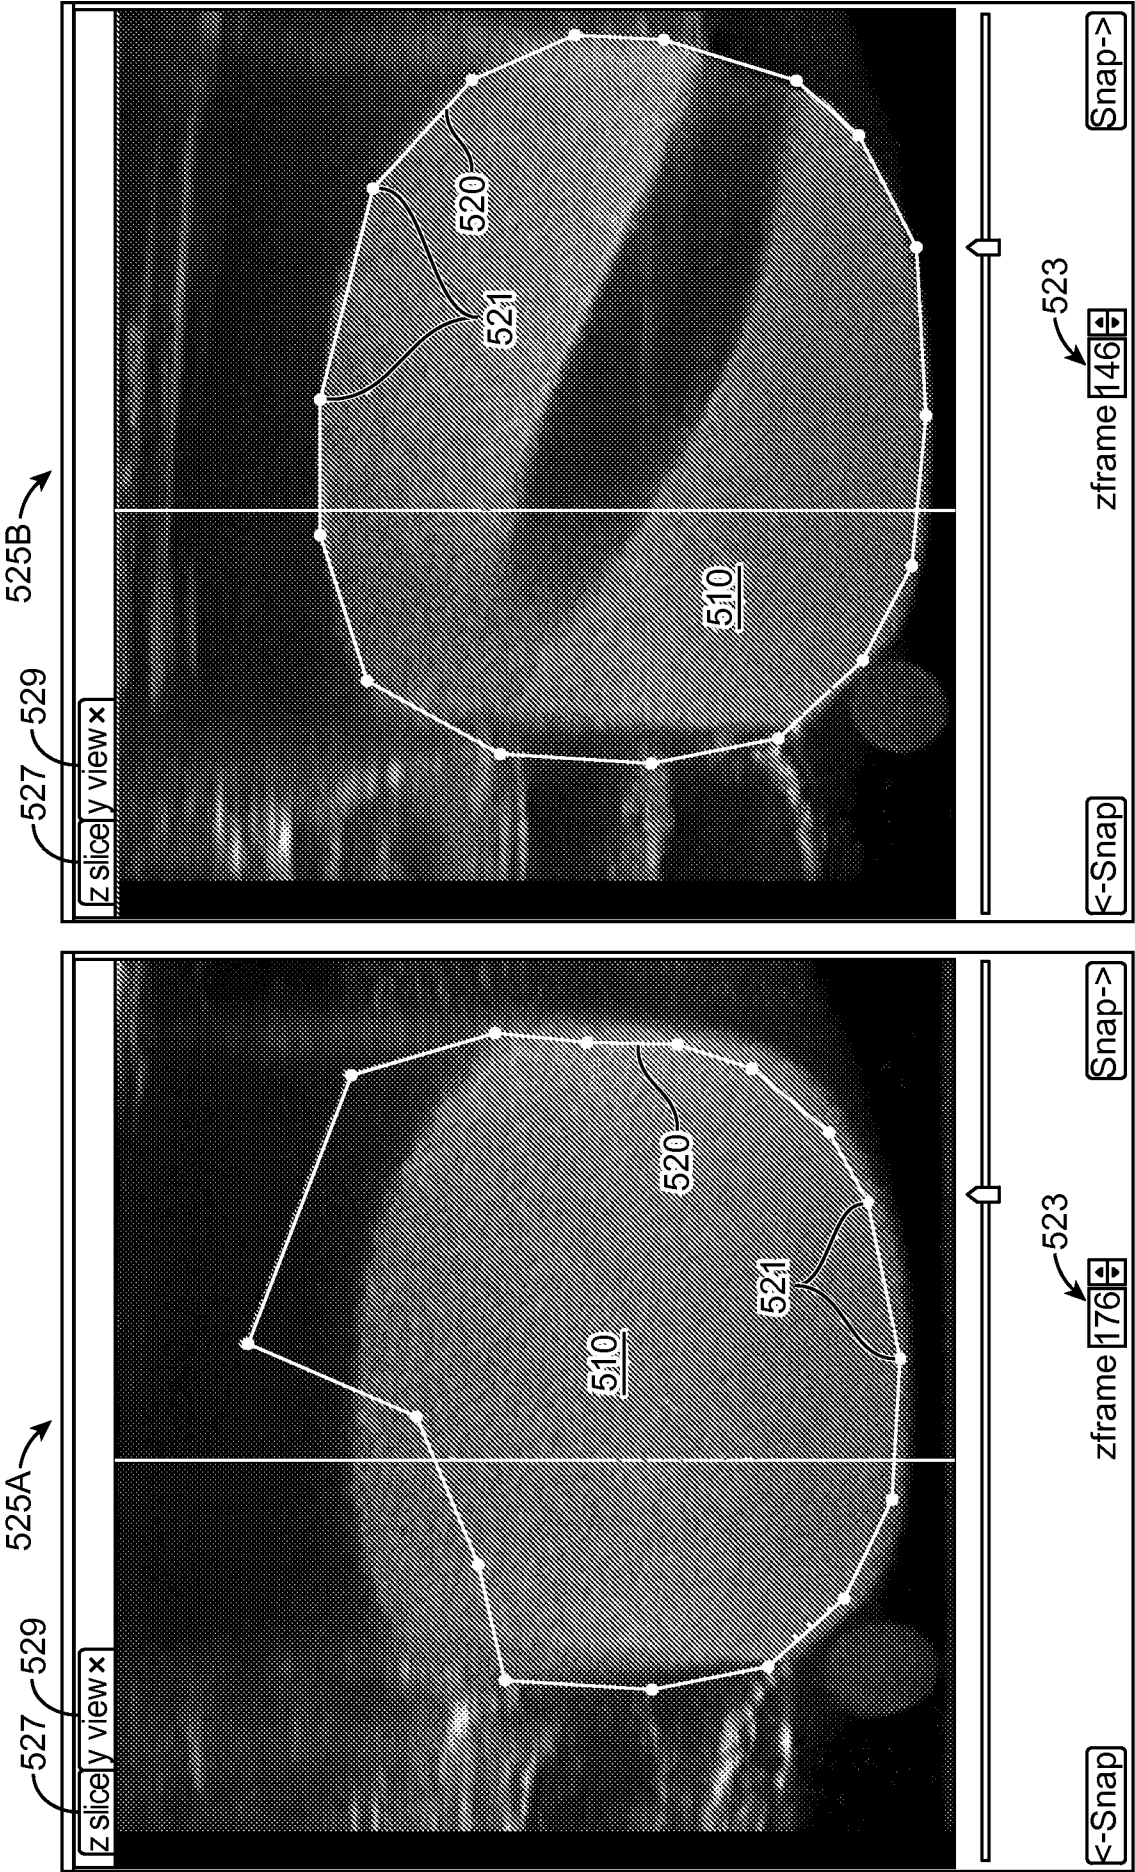 525A
527
529
z slice
y view ×
520
521
510
<-Snap
Snap->
zframe 176
523
525B
527
529
z slice
y view ×
520
521
510
<-Snap
Snap->
zframe 146
523